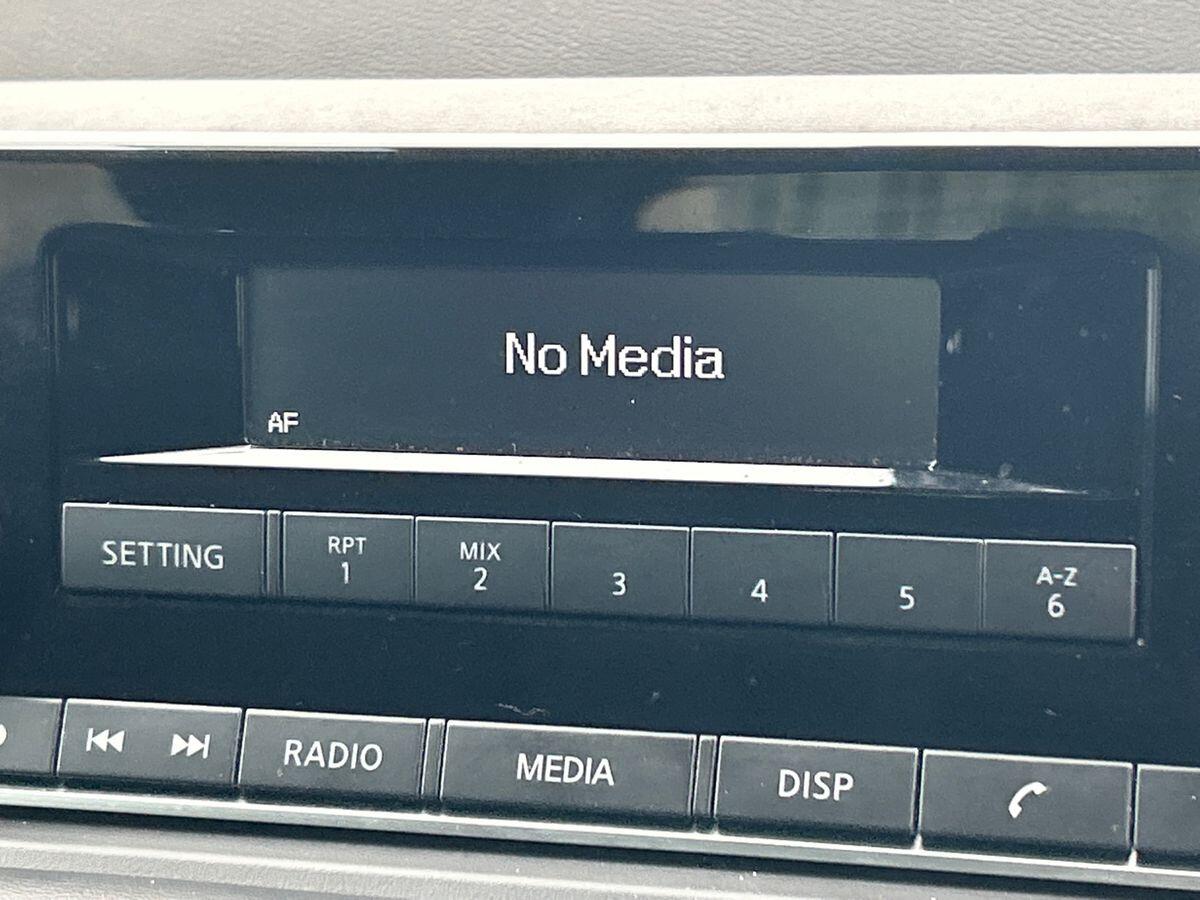 No Media
AF
SETTING
RPT
1
MIX
2
3
4
5
A-Z
6
RADIO
MEDIA
DISP